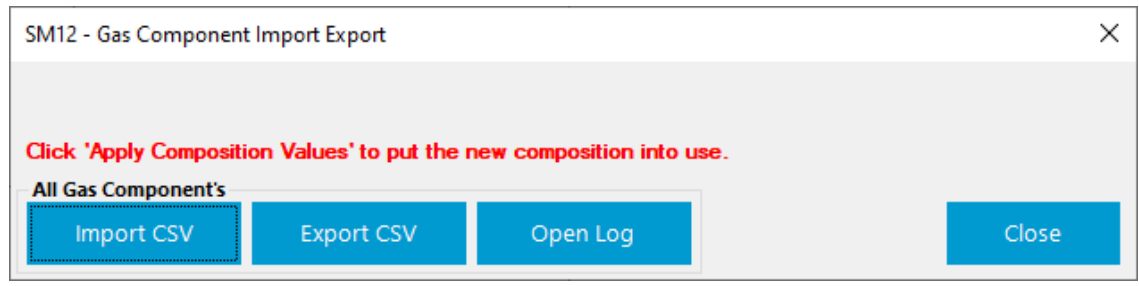 SM12 - Gas Component Import Export
Click 'Apply Composition Values' to put the new composition into use.
All Gas Component's
Import CSV Export CSV Open Log Close